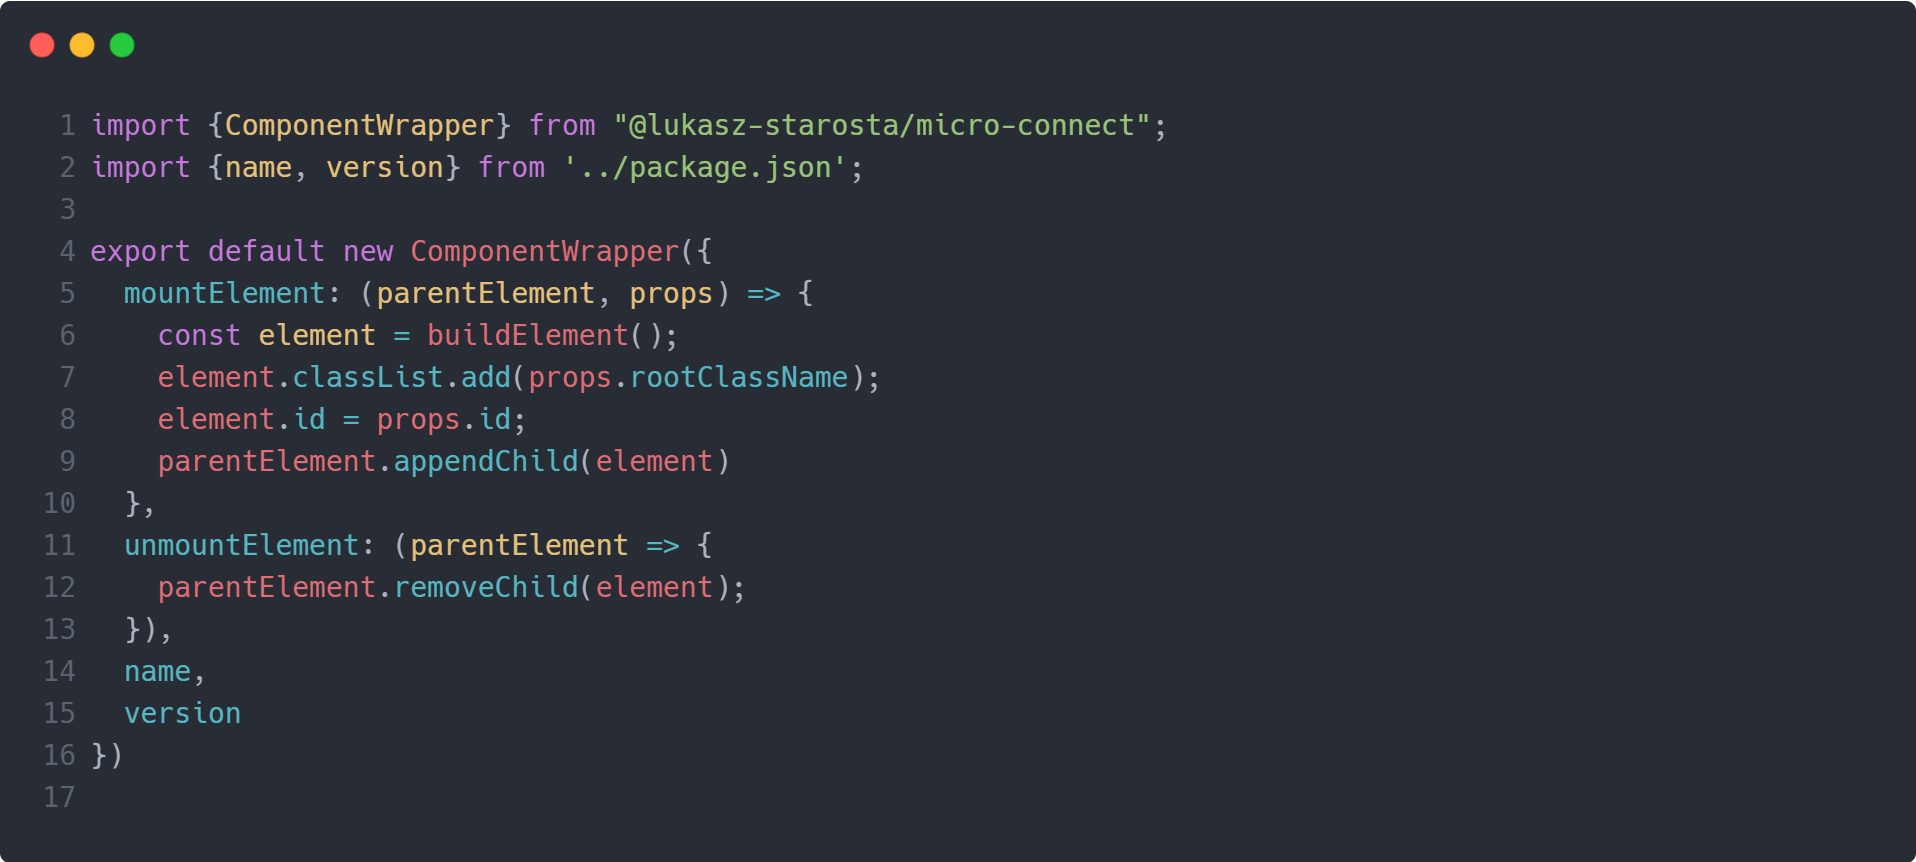 1 import {ComponentWrapper} from "@lukasz-starosta/micro-connect";
2 import {name, version} from '../package.json';
3
4 export default new ComponentWrapper({
5   mountElement: (parentElement, props) => {
6     const element = buildElement();
7     element.classList.add(props.rootClassName);
8     element.id = props.id;
9     parentElement.appendChild(element)
10   },
11   unmountElement: (parentElement => {
12     parentElement.removeChild(element);
13   }),
14   name,
15   version
16 })
17